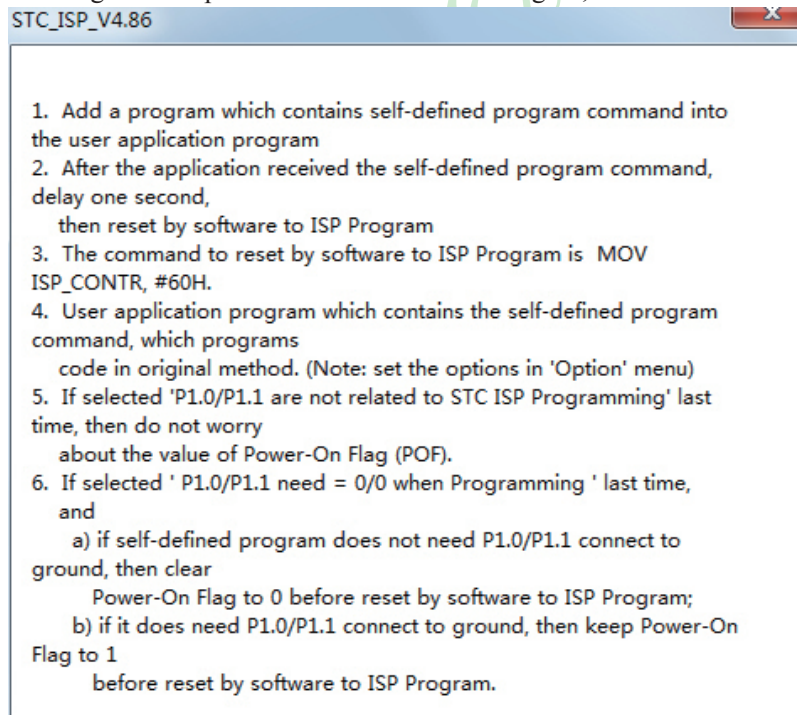 STC_ISP_V4.86
x
1. Add a program which contains self-defined program command into
the user application program
2. After the application received the self-defined program command,
delay one second,
then reset by software to ISP Program
3. The command to reset by software to ISP Program is MOV
ISP_CONTR, #60H.
4. User application program which contains the self-defined program
command, which programs
code in original method. (Note: set the options in 'Option' menu)
5. If selected 'P1.0/P1.1 are not related to STC ISP Programming' last
time, then do not worry
about the value of Power-On Flag (POF).
6. If selected ' P1.0/P1.1 need = 0/0 when Programming ' last time,
and
a) if self-defined program does not need P1.0/P1.1 connect to
ground, then clear
Power-On Flag to 0 before reset by software to ISP Program;
b) if it does need P1.0/P1.1 connect to ground, then keep Power-On
Flag to 1
before reset by software to ISP Program.